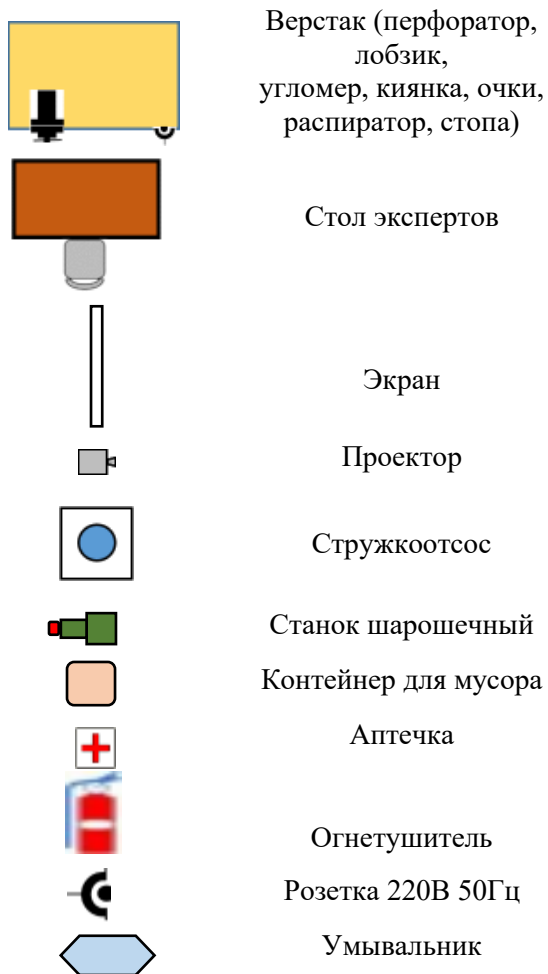 Верстак (перфоратор,
лобзик,
угломер, киянка, очки,
распиратор, стопа)
Стол экспертов
Экран
Проектор
Стружкоотсос
Станок шарошечный
Контейнер для мусора
Аптечка
Огнетушитель
Розетка 220В 50Гц
Умывальник